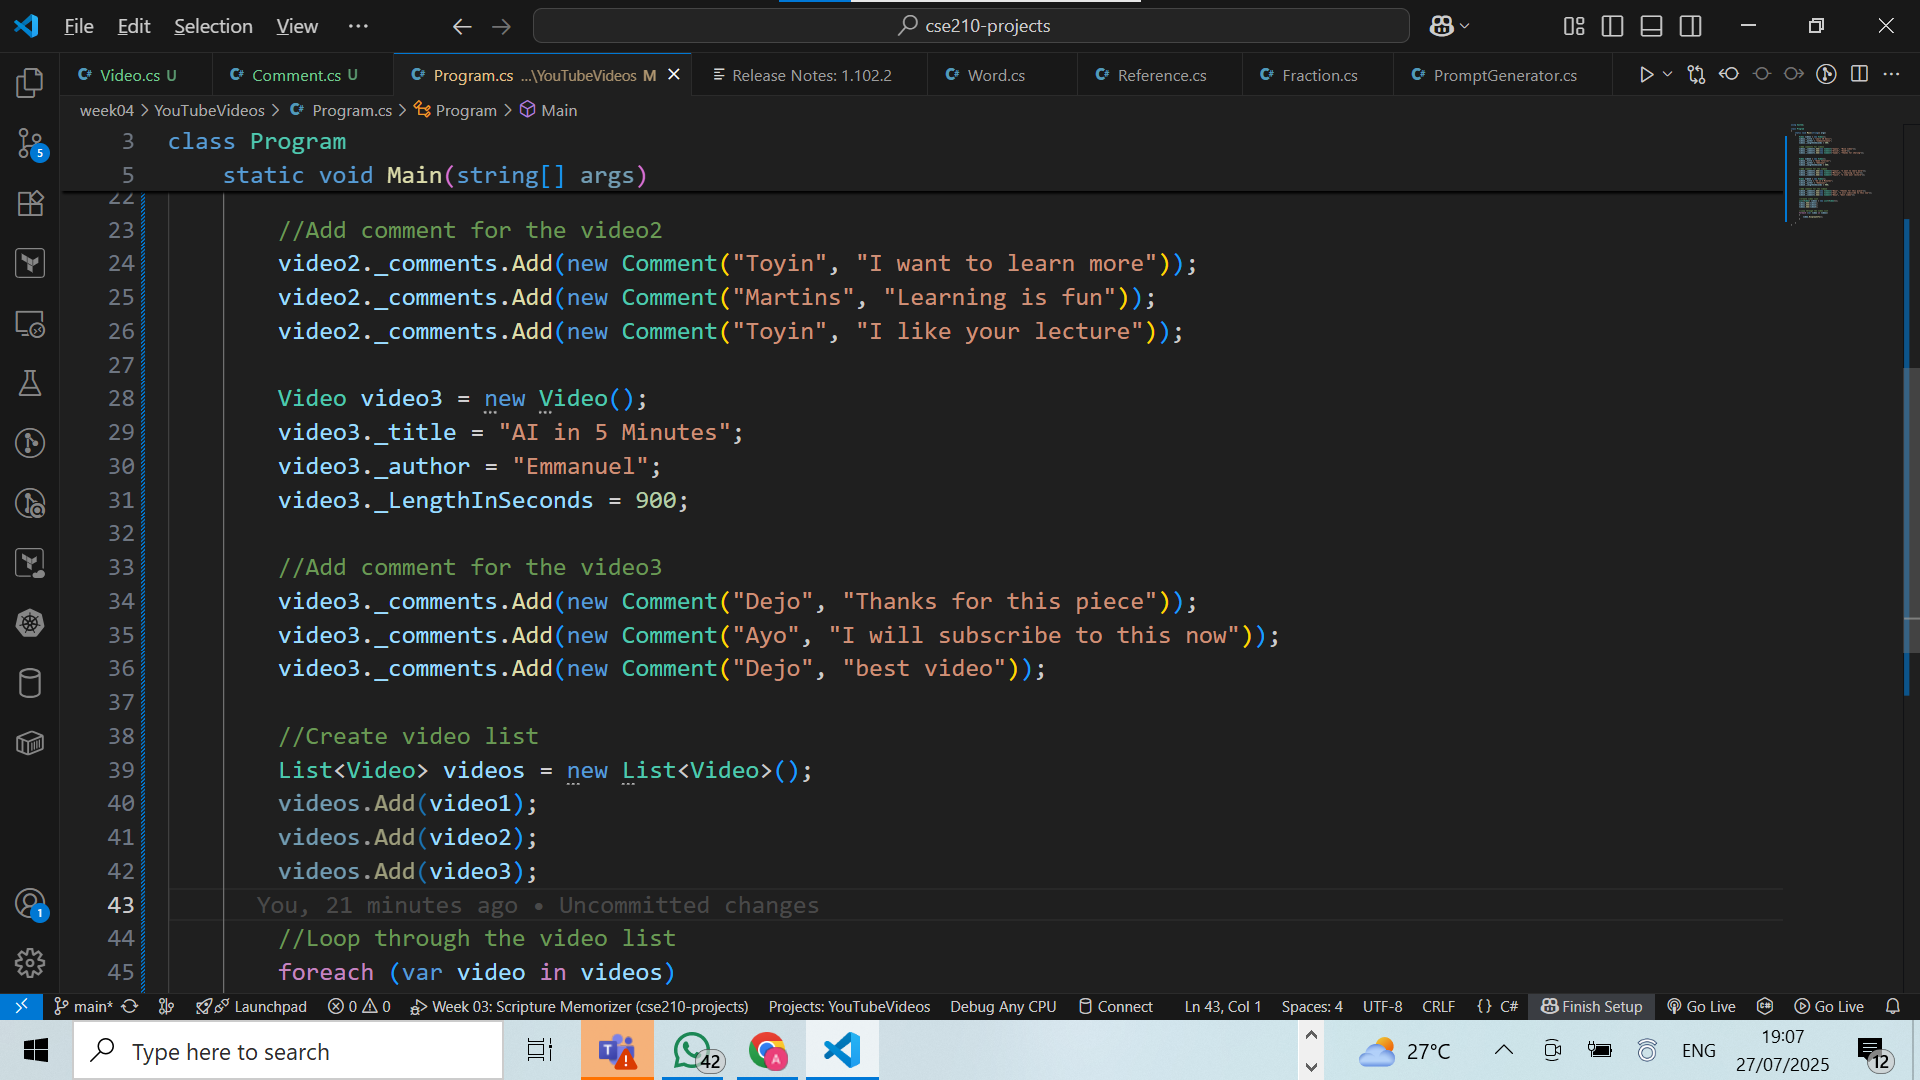 File Edit Selection View ··· cse210-projects
Video.cs U Comment.cs U Program.cs ...\YouTubeVideos M Release Notes: 1.102.2 Word.cs Reference.cs Fraction.cs PromptGenerator.cs
week04 > YouTubeVideos > Program.cs > Program > Main
3 class Program
5 static void Main(string[] args)
22
23 //Add comment for the video2
24 video2._comments.Add(new Comment("Toyin", "I want to learn more"));
25 video2._comments.Add(new Comment("Martins", "Learning is fun"));
26 video2._comments.Add(new Comment("Toyin", "I like your lecture"));
27
28 Video video3 = new Video();
29 video3._title = "AI in 5 Minutes";
30 video3._author = "Emmanuel";
31 video3._LengthInSeconds = 900;
32
33 //Add comment for the video3
34 video3._comments.Add(new Comment("Dejo", "Thanks for this piece"));
35 video3._comments.Add(new Comment("Ayo", "I will subscribe to this now"));
36 video3._comments.Add(new Comment("Dejo", "best video"));
37
38 //Create video list
39 List<Video> videos = new List<Video>();
40 videos.Add(video1);
41 videos.Add(video2);
42 videos.Add(video3);
43 You, 21 minutes ago • Uncommitted changes
44 //Loop through the video list
45 foreach (var video in videos)
5
1
main* Launchpad 0 0 Week 03: Scripture Memorizer (cse210-projects) Projects: YouTubeVideos Debug Any CPU Connect Ln 43, Col 1 Spaces: 4 UTF-8 CRLF {} C# Finish Setup Go Live Go Live
Type here to search 42 27°C ENG 19:07
27/07/2025 12